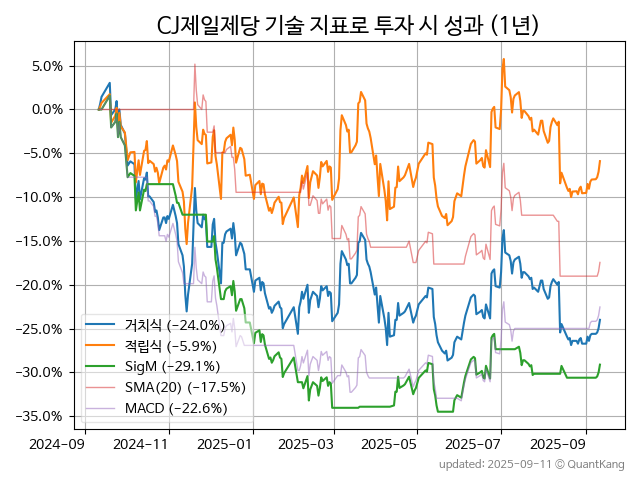 CJ제일제당 기술 지표로 투자 시 성과 (1년)
5.0%
0.0%
−5.0%
−10.0%
−15.0%
−20.0%
−25.0%
−30.0%
−35.0%
거치식 (−24.0%)
적립식 (−5.9%)
SigM (−29.1%)
SMA(20) (−17.5%)
MACD (−22.6%)
2024-09 2024-11 2025-01 2025-03 2025-05 2025-07 2025-09
updated: 2025-09-11 © QuantKang